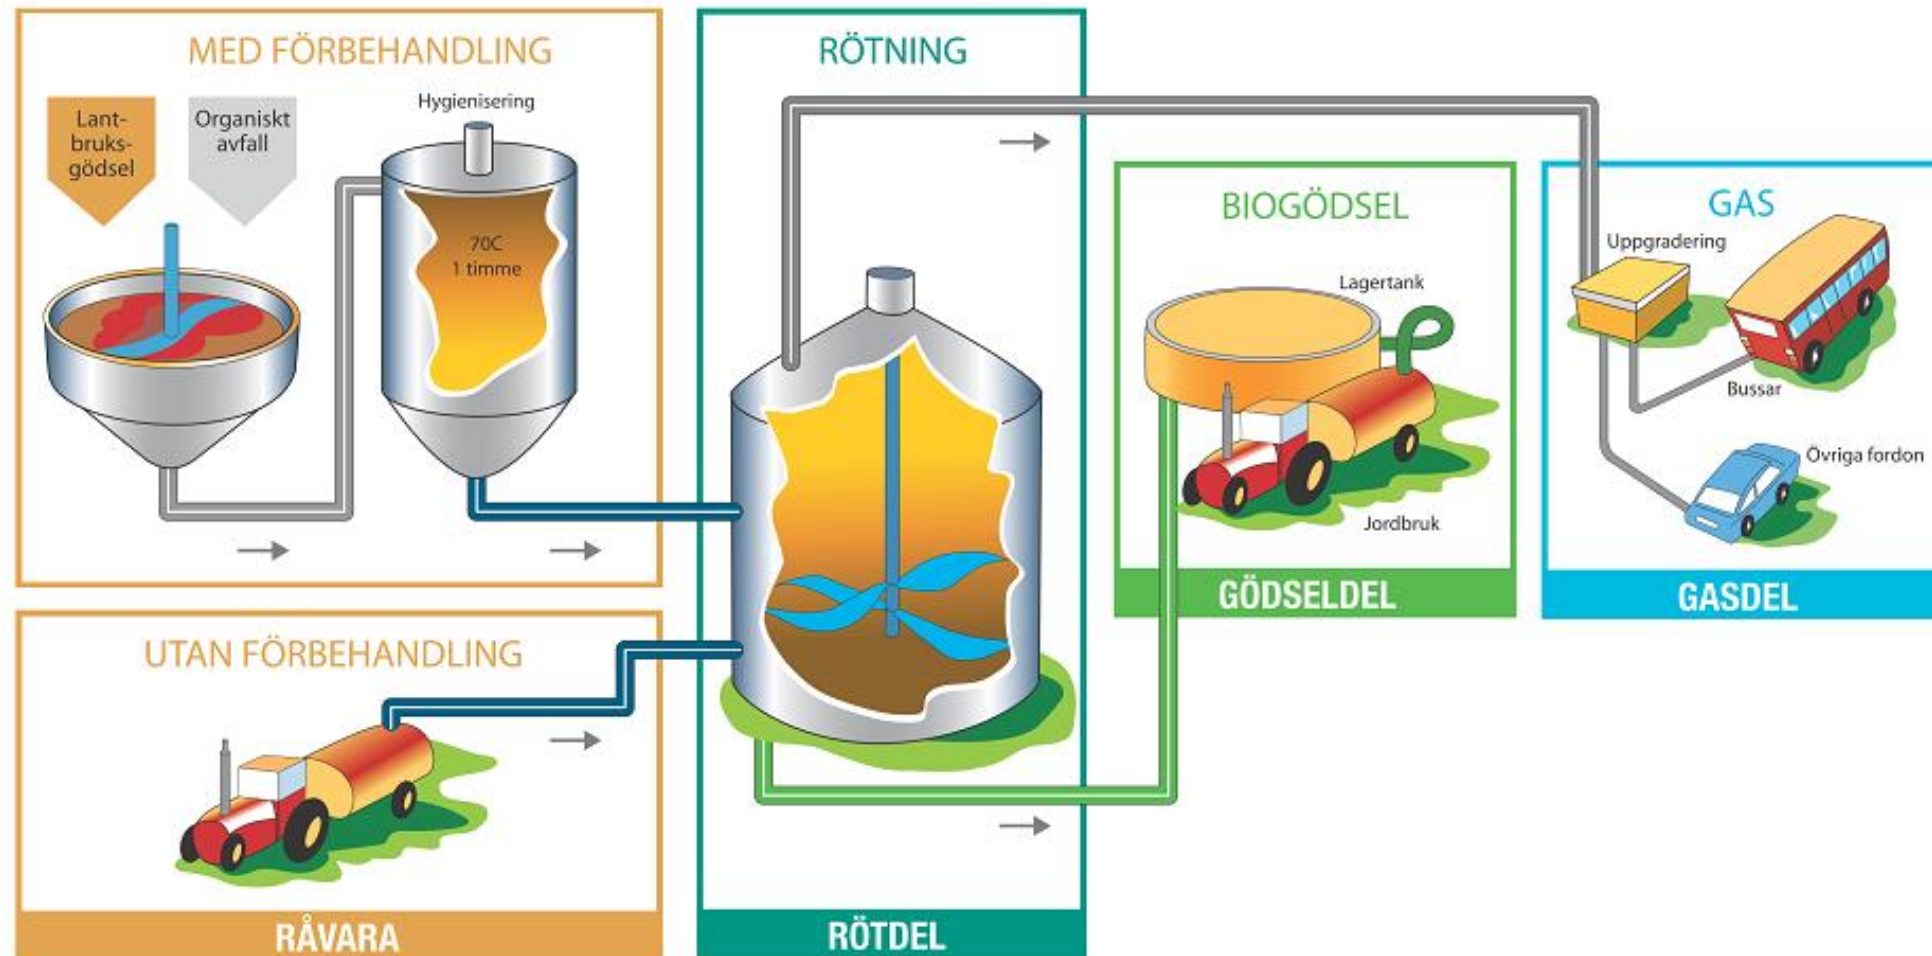 MED FÖRBEHANDLING
Lant-
bruks-
gödsel
Organiskt
avfall
Hygienisering
70C
1 timme
UTAN FÖRBEHANDLING
RÅVARA
RÖTNING
RÖTDEL
BIOGÖDSEL
Lagertank
Jordbruk
GÖDSELDEL
GAS
Uppgradering
Bussar
Övriga fordon
GASDEL